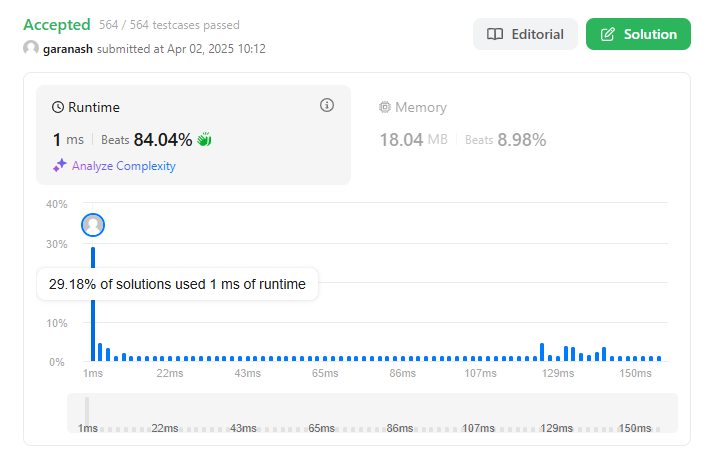 Accepted 564 / 564 testcases passed
garanash submitted at Apr 02, 2025 10:12
Editorial
Solution
Runtime
1 ms Beats 84.04%
Analyze Complexity
Memory
18.04 MB Beats 8.98%
40%
30%
29.18% of solutions used 1 ms of runtime
10%
0%
1ms 22ms 43ms 65ms 86ms 107ms 129ms 150ms
1ms 22ms 43ms 65ms 86ms 107ms 129ms 150ms